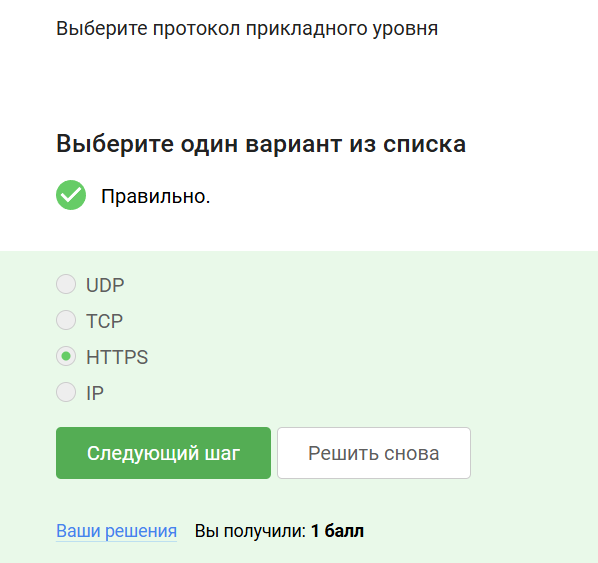 Выберите протокол прикладного уровня
Выберите один вариант из списка
Правильно.
UDP
TCP
HTTPS
IP
Следующий шаг Решить снова
Ваши решения Вы получили: 1 балл